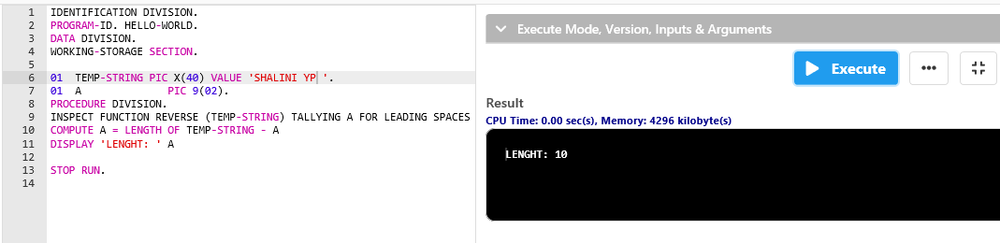 1 IDENTIFICATION DIVISION.
2 PROGRAM-ID. HELLO-WORLD.
3 DATA DIVISION.
4 WORKING-STORAGE SECTION.
5
6 01  TEMP-STRING PIC X(40) VALUE 'SHALINI YP '.
7 01  A              PIC 9(02).
8 PROCEDURE DIVISION.
9 INSPECT FUNCTION REVERSE (TEMP-STRING) TALLYING A FOR LEADING SPACES
10 COMPUTE A = LENGTH OF TEMP-STRING - A
11 DISPLAY 'LENGHT: ' A
12
13 STOP RUN.
14
Execute Mode, Version, Inputs & Arguments
Execute
Result
CPU Time: 0.00 sec(s), Memory: 4296 kilobyte(s)
LENGHT: 10